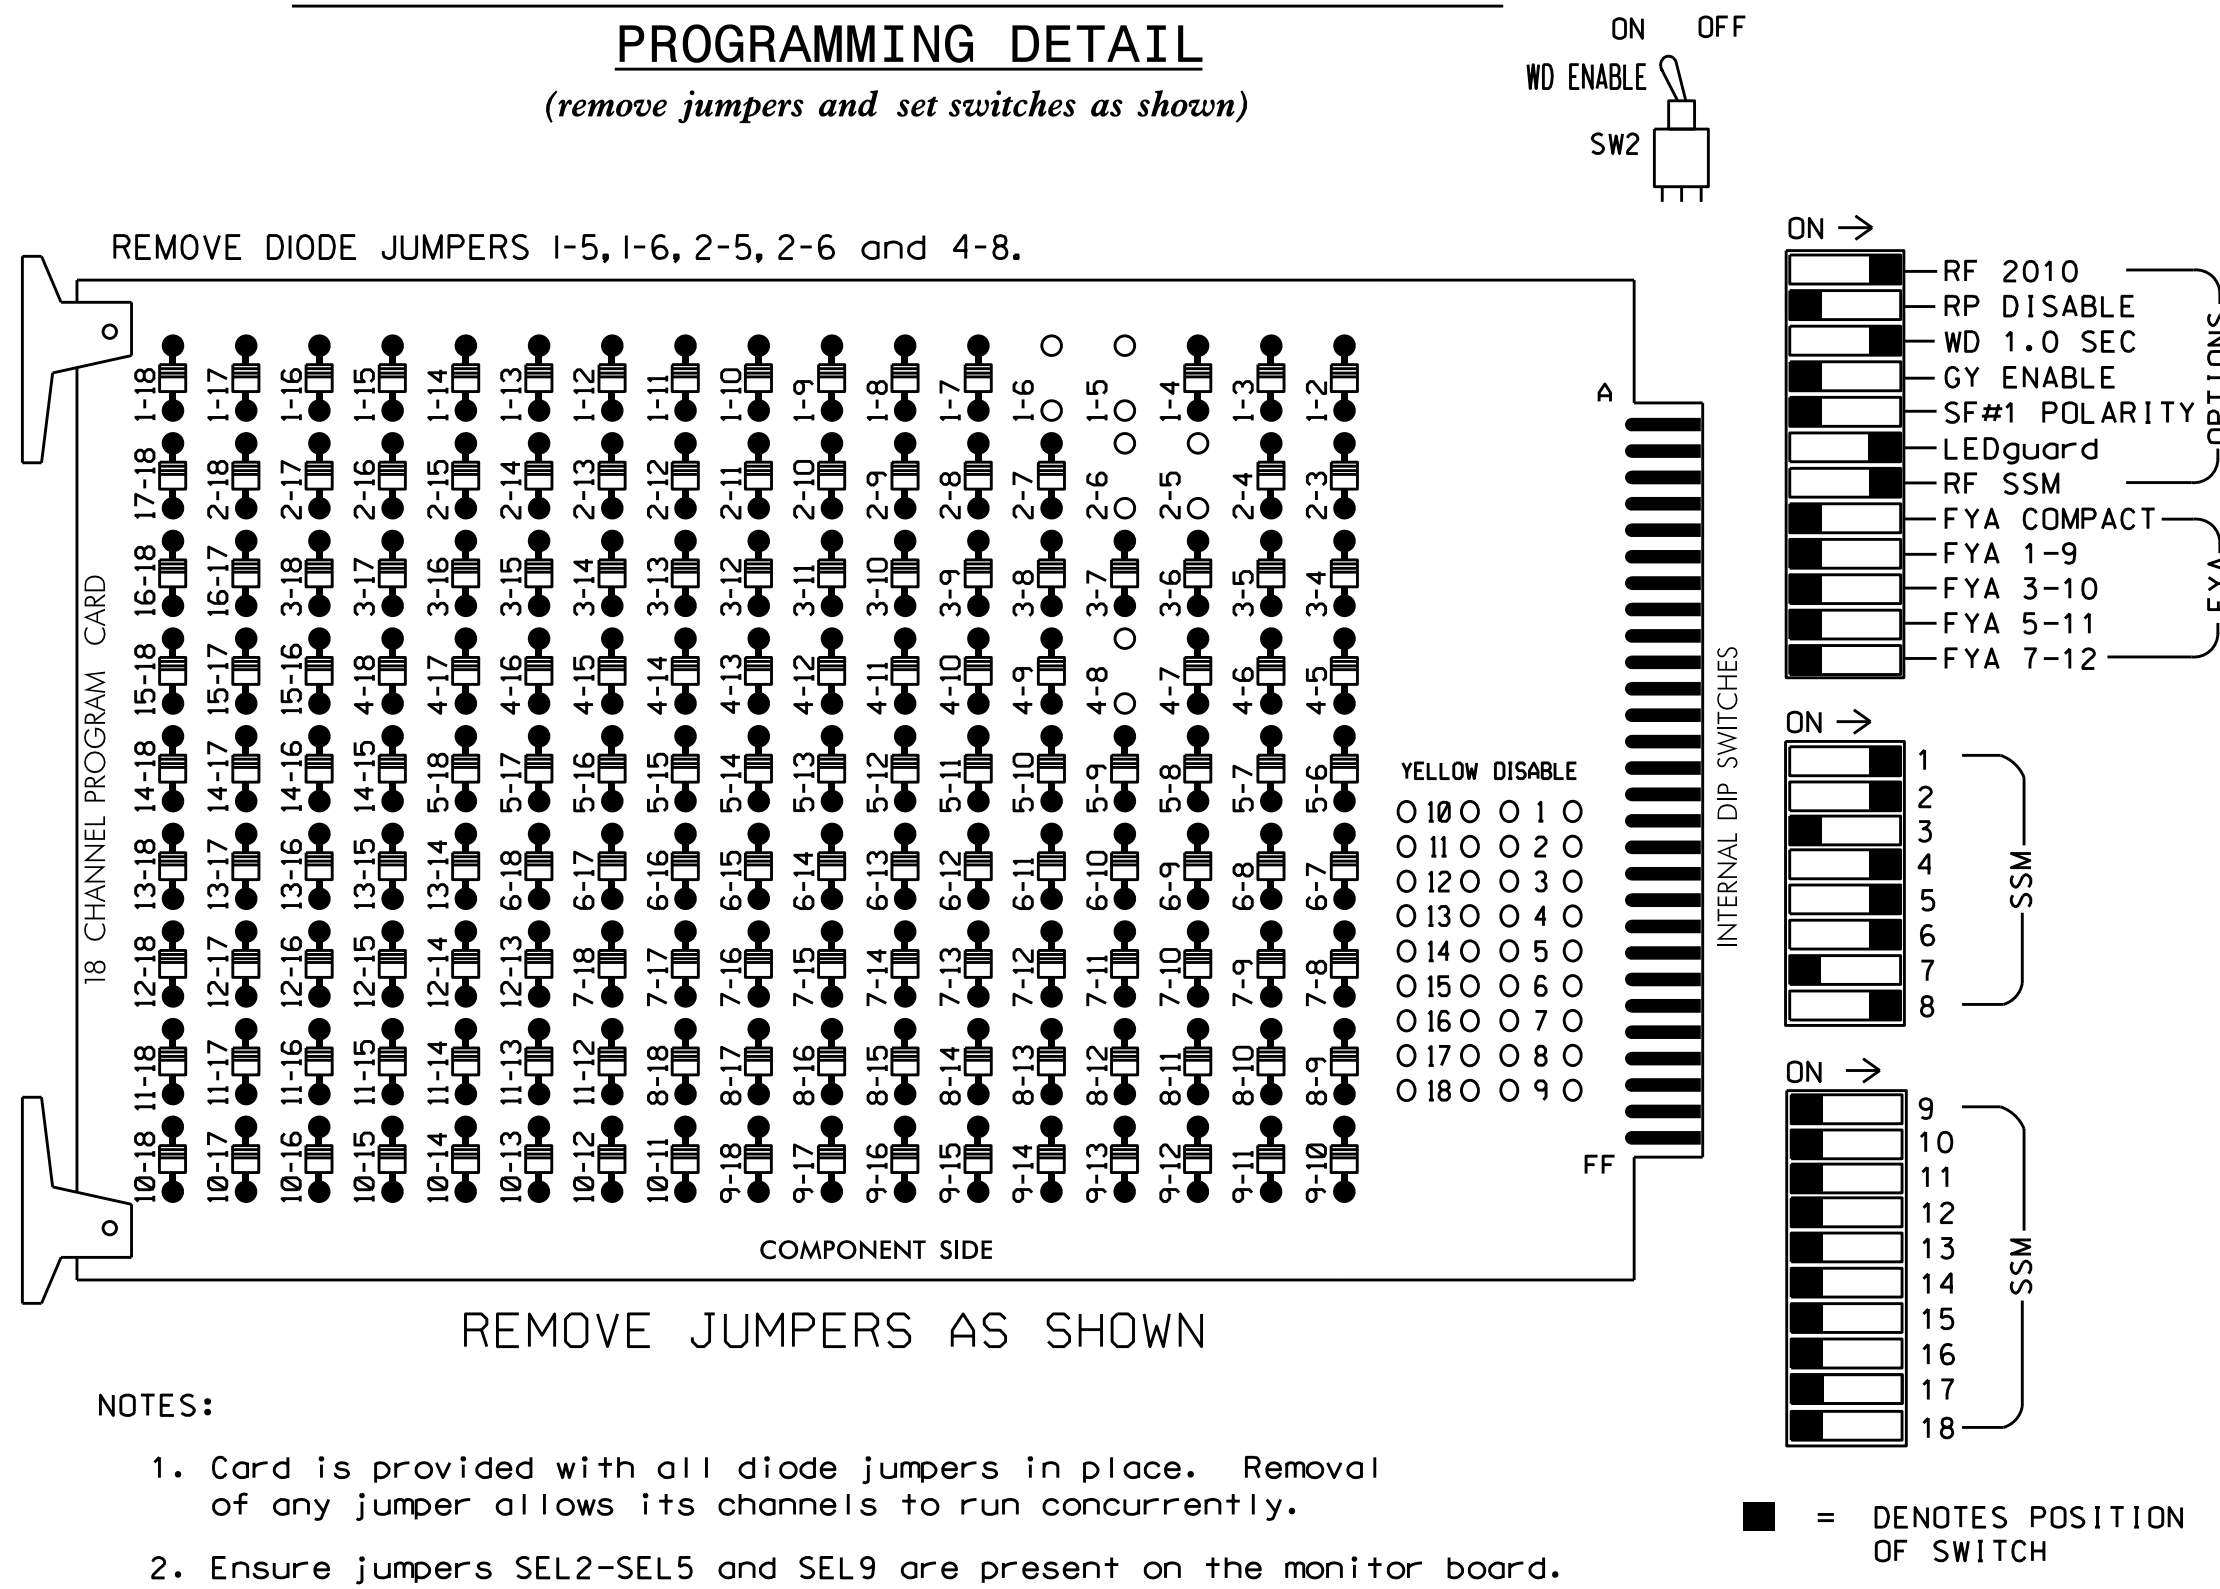 PROGRAMMING DETAIL
(remove jumpers and set switches as shown)
ON OFF
WD ENABLE
SW2
REMOVE DIODE JUMPERS 1-5, 1-6, 2-5, 2-6 and 4-8.
18 CHANNEL PROGRAM CARD
1-18 1-17 1-16 1-15 1-14 1-13 1-12 1-11 1-10 1-9 1-8 1-7 1-6 1-5 1-4 1-3 1-2
17-18 2-18 2-17 2-16 2-15 2-14 2-13 2-12 2-11 2-10 2-9 2-8 2-7 2-6 2-5 2-4 2-3
16-18 16-17 3-18 3-17 3-16 3-15 3-14 3-13 3-12 3-11 3-10 3-9 3-8 3-7 3-6 3-5 3-4
15-18 15-17 15-16 4-18 4-17 4-16 4-15 4-14 4-13 4-12 4-11 4-10 4-9 4-8 4-7 4-6 4-5
14-18 14-17 14-16 14-15 5-18 5-17 5-16 5-15 5-14 5-13 5-12 5-11 5-10 5-9 5-8 5-7 5-6
13-18 13-17 13-16 13-15 13-14 6-18 6-17 6-16 6-15 6-14 6-13 6-12 6-11 6-10 6-9 6-8 6-7
12-18 12-17 12-16 12-15 12-14 12-13 7-18 7-17 7-16 7-15 7-14 7-13 7-12 7-11 7-10 7-9 7-8
11-18 11-17 11-16 11-15 11-14 11-13 11-12 8-18 8-17 8-16 8-15 8-14 8-13 8-12 8-11 8-10 8-9
10-18 10-17 10-16 10-15 10-14 10-13 10-12 10-11 9-18 9-17 9-16 9-15 9-14 9-13 9-12 9-11 9-10
COMPONENT SIDE
YELLOW DISABLE
10 1
11 2
12 3
13 4
14 5
15 6
16 7
17 8
18 9
A
FF
INTERNAL DIP SWITCHES
ON →
RF 2010
RP DISABLE
WD 1.0 SEC
GY ENABLE
SF#1 POLARITY
LEDguard
RF SSM
OPTIONS
FYA COMPACT
FYA 1-9
FYA 3-10
FYA 5-11
FYA 7-12
FYA
ON →
1
2
3
4
5
6
7
8
SSM
ON →
9
10
11
12
13
14
15
16
17
18
SSM
REMOVE JUMPERS AS SHOWN
NOTES:
1. Card is provided with all diode jumpers in place. Removal
of any jumper allows its channels to run concurrently.
2. Ensure jumpers SEL2-SEL5 and SEL9 are present on the monitor board.
= DENOTES POSITION
OF SWITCH